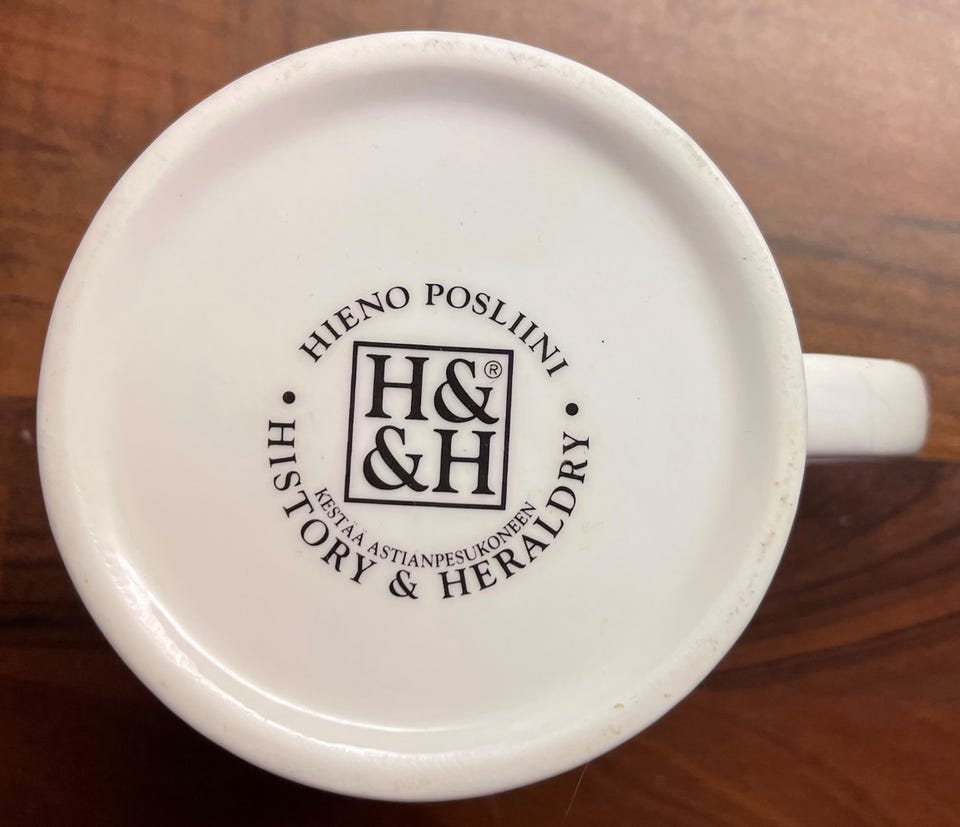 HIENO POSLIINI
H&®
&H
KESTÄÄ ASTIANPESUKONEEN
• HISTORY & HERALDRY •